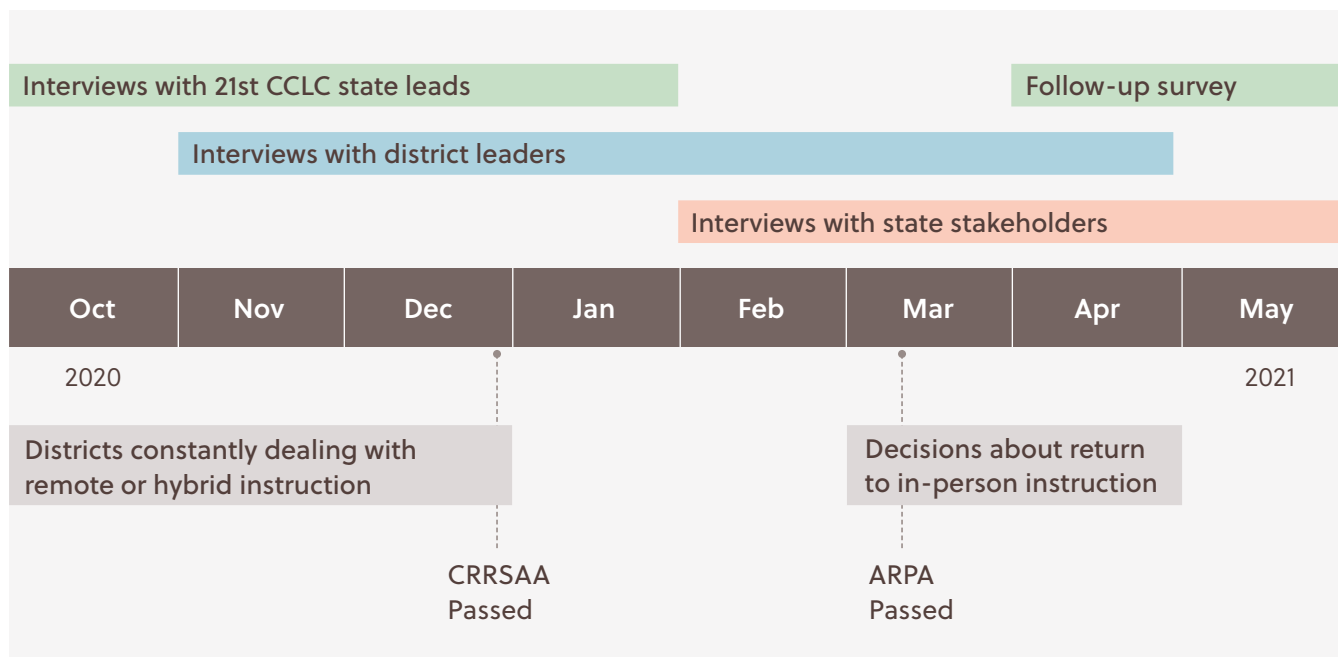 Interviews with 21st CCLC state leads
Follow-up survey
Interviews with district leaders
Interviews with state stakeholders
Oct
Nov
Dec
Jan
Feb
Mar
Apr
May
2020
2021
Districts constantly dealing with
remote or hybrid instruction
Decisions about return
to in-person instruction
CRRSAA
Passed
ARPA
Passed